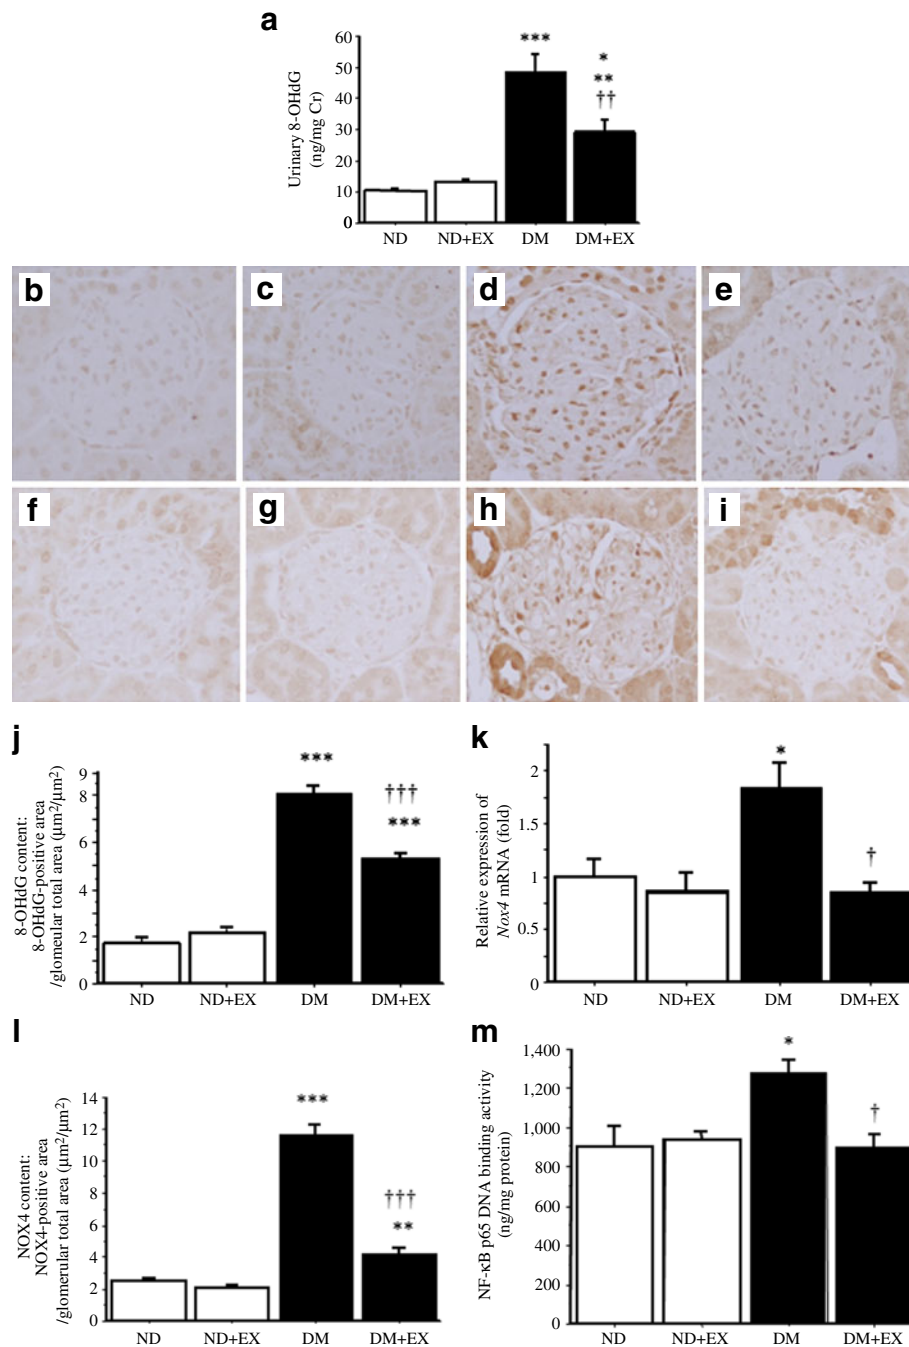 a
60
50
40
30
20
10
0
Urinary 8-OHdG
(ng/mg Cr)
***
*
**
††
ND ND+EX DM DM+EX
b c d e
f g h i
j
9
8
6
4
2
0
8-OHdG content:
8-OHdG-positive area
/glomeular total area (μm2/μm2)
***
†††
***
ND ND+EX DM DM+EX
k
2
1.5
1
0.5
0
Relative expression of
Nox4 mRNA (fold)
*
†
ND ND+EX DM DM+EX
l
14
12
10
8
6
4
2
0
NOX4 content:
NOX4-positive area
/glomerular total area (μm2/μm2)
***
†††
**
ND ND+EX DM DM+EX
m
1,400
1,200
1,000
800
600
400
200
0
NF-κB p65 DNA binding activity
(ng/mg protein)
*
†
ND ND+EX DM DM+EX